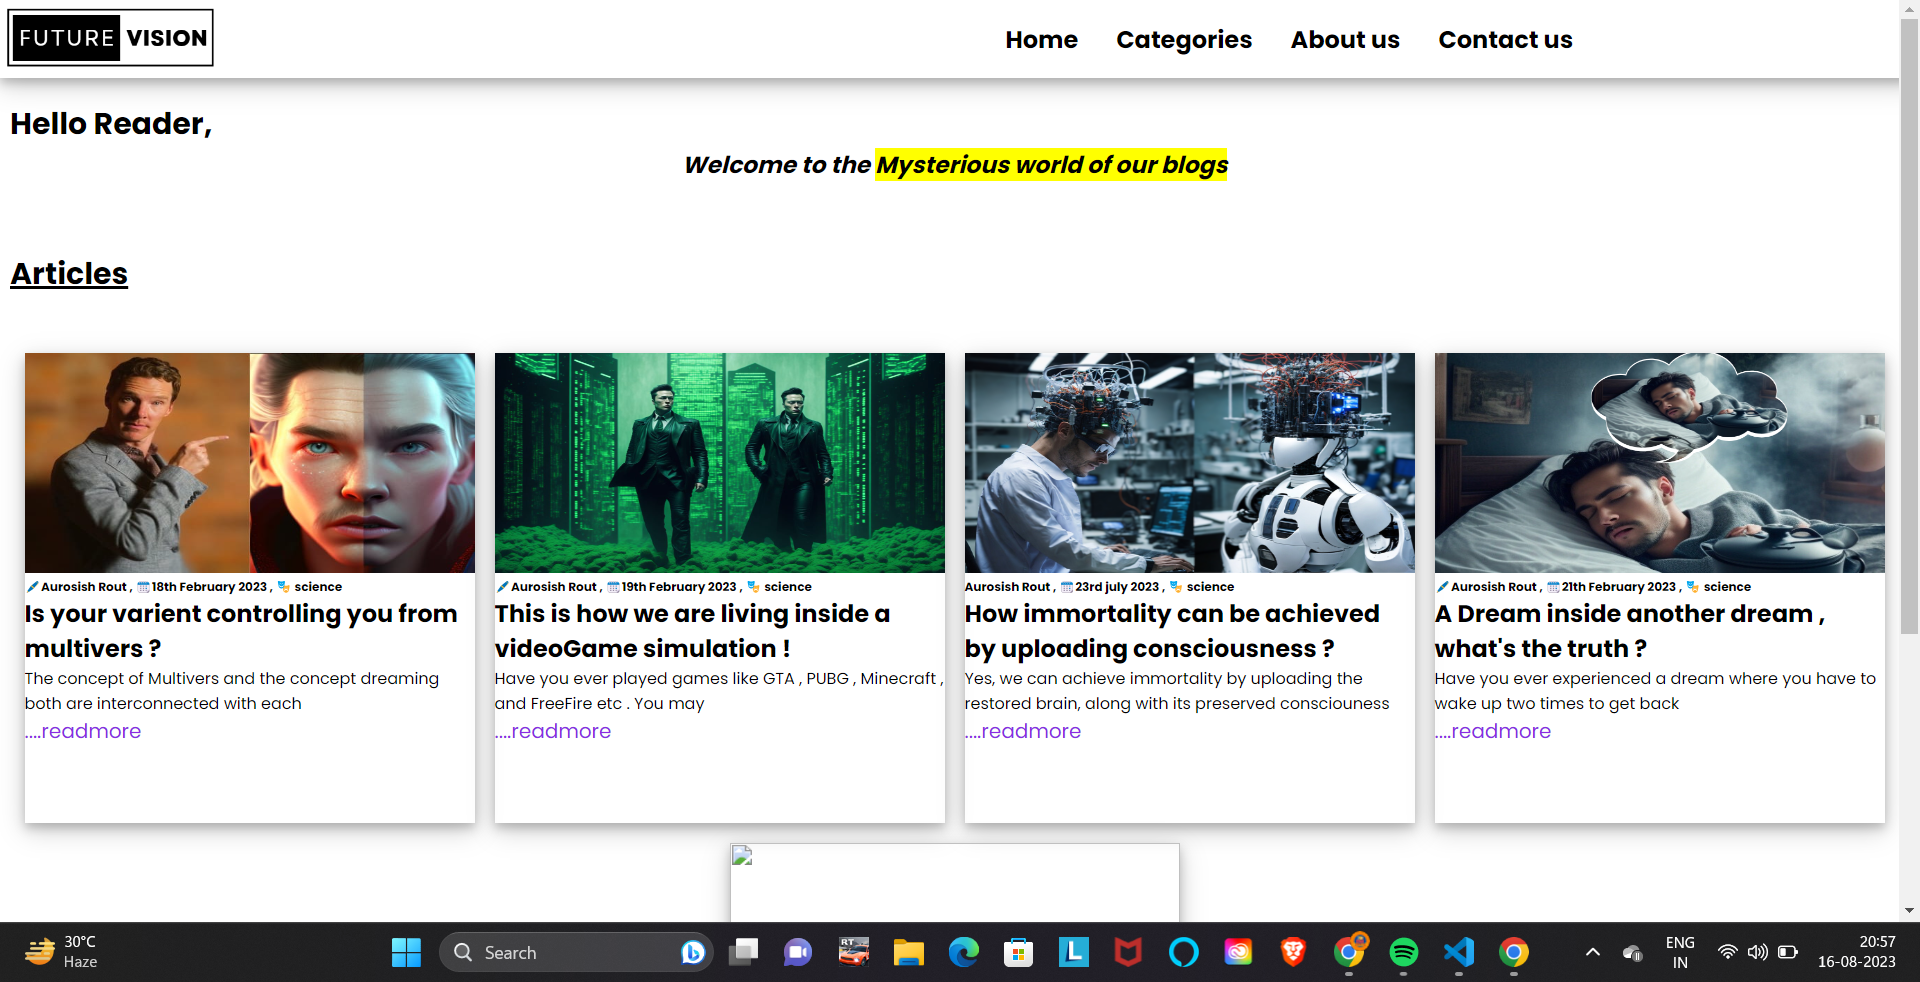 FUTURE VISION
Home Categories About us Contact us
Hello Reader,
Welcome to the Mysterious world of our blogs
Articles
Aurosish Rout , 18th February 2023 , science
Is your varient controlling you from
multivers ?
The concept of Multivers and the concept dreaming
both are interconnected with each
....readmore
Aurosish Rout , 19th February 2023 , science
This is how we are living inside a
videoGame simulation !
Have you ever played games like GTA , PUBG , Minecraft ,
and FreeFire etc . You may
....readmore
Aurosish Rout , 23rd july 2023 , science
How immortality can be achieved
by uploading consciousness ?
Yes, we can achieve immortality by uploading the
restored brain, along with its preserved consciouness
....readmore
Aurosish Rout , 21th February 2023 , science
A Dream inside another dream ,
what's the truth ?
Have you ever experienced a dream where you have to
wake up two times to get back
....readmore
30°C
Haze
Search
RT
L
ENG
IN
20:57
16-08-2023